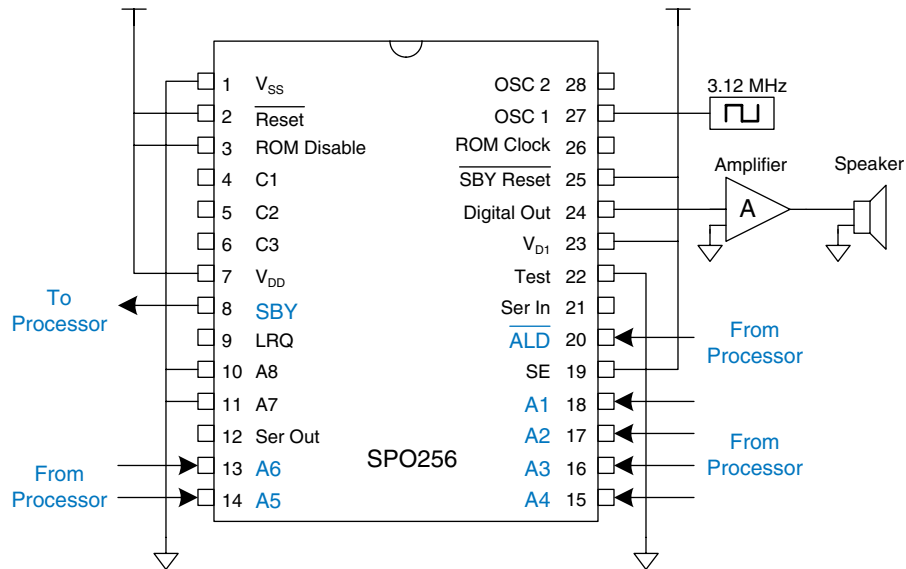 1 V_SS OSC 2 28
3.12 MHz
2 Reset OSC 1 27
3 ROM Disable ROM Clock 26
Amplifier Speaker
4 C1 SBY Reset 25
5 C2 Digital Out 24
A
6 C3 V_D1 23
7 V_DD Test 22
To
Processor
8 SBY Ser In 21
9 LRQ ALD 20
From
Processor
10 A8 SE 19
11 A7 A1 18
12 Ser Out A2 17
From
Processor
13 A6 A3 16
SPO256
From
Processor
14 A5 A4 15